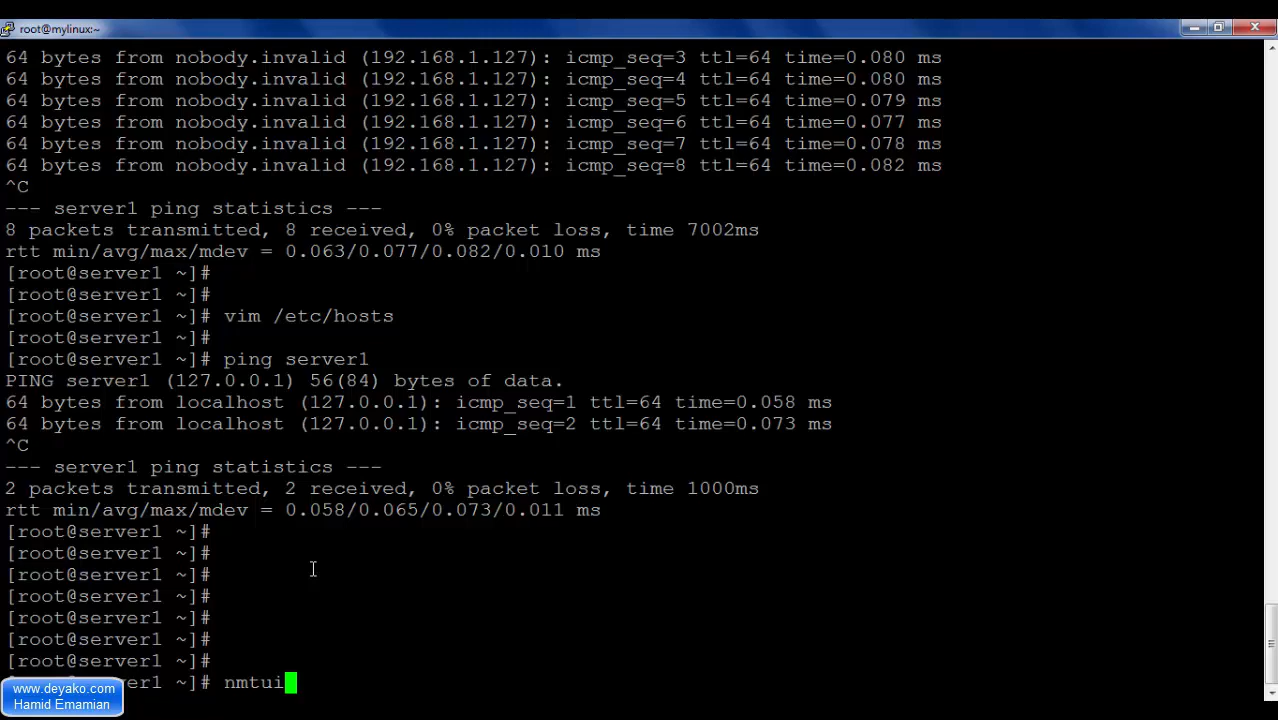 root@mylinux:~
64 bytes from nobody.invalid (192.168.1.127): icmp_seq=3 ttl=64 time=0.080 ms
64 bytes from nobody.invalid (192.168.1.127): icmp_seq=4 ttl=64 time=0.080 ms
64 bytes from nobody.invalid (192.168.1.127): icmp_seq=5 ttl=64 time=0.079 ms
64 bytes from nobody.invalid (192.168.1.127): icmp_seq=6 ttl=64 time=0.077 ms
64 bytes from nobody.invalid (192.168.1.127): icmp_seq=7 ttl=64 time=0.078 ms
64 bytes from nobody.invalid (192.168.1.127): icmp_seq=8 ttl=64 time=0.082 ms
^C
--- server1 ping statistics ---
8 packets transmitted, 8 received, 0% packet loss, time 7002ms
rtt min/avg/max/mdev = 0.063/0.077/0.082/0.010 ms
[root@server1 ~]#
[root@server1 ~]#
[root@server1 ~]# vim /etc/hosts
[root@server1 ~]#
[root@server1 ~]# ping server1
PING server1 (127.0.0.1) 56(84) bytes of data.
64 bytes from localhost (127.0.0.1): icmp_seq=1 ttl=64 time=0.058 ms
64 bytes from localhost (127.0.0.1): icmp_seq=2 ttl=64 time=0.073 ms
^C
--- server1 ping statistics ---
2 packets transmitted, 2 received, 0% packet loss, time 1000ms
rtt min/avg/max/mdev = 0.058/0.065/0.073/0.011 ms
[root@server1 ~]#
[root@server1 ~]#
[root@server1 ~]#
[root@server1 ~]#
[root@server1 ~]#
[root@server1 ~]#
[root@server1 ~]#
erver1 ~]# nmtui
www.deyako.com
Hamid Emamian